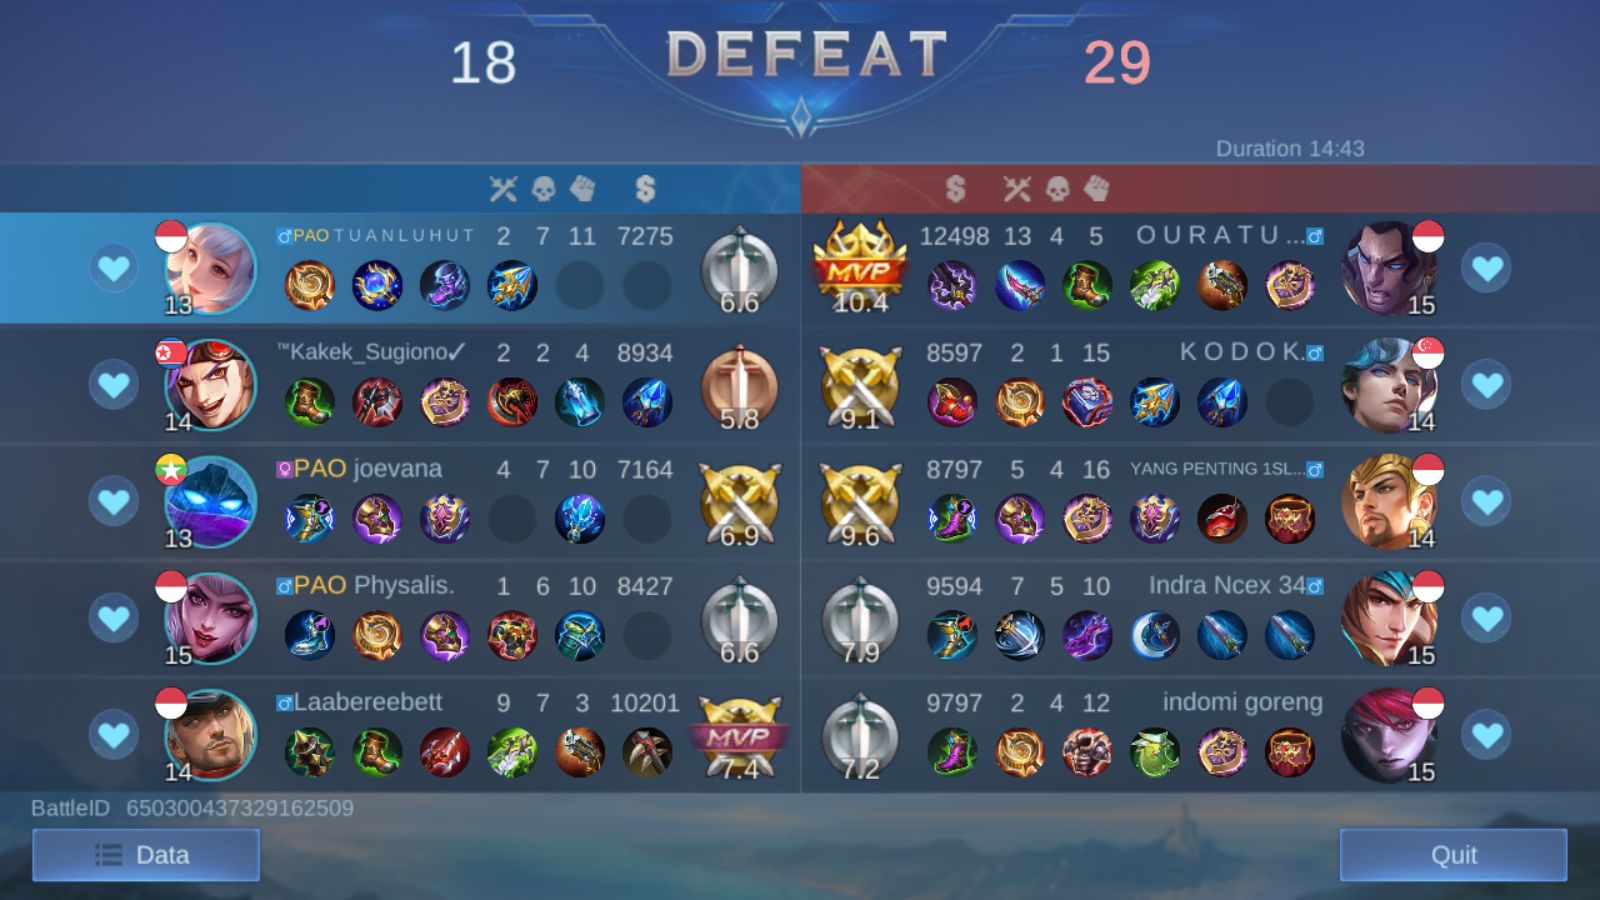 18 DEFEAT 29
Duration 14:43
PAO T U A N L U H U T 2 7 11 7275 6.6
13
MVP 10.4 12498 13 4 5 O U R A T U ... 15
™Kakek_Sugiono✓ 2 2 4 8934 5.8
14
9.1 8597 2 1 15 K O D O K. 14
PAO joevana 4 7 10 7164 6.9
13
9.6 8797 5 4 16 YANG PENTING 1SL... 14
PAO Physalis. 1 6 10 8427 6.6
15
7.9 9594 7 5 10 Indra Ncex 34 15
Laabereebett 9 7 3 10201 MVP 7.4
14
7.2 9797 2 4 12 indomi goreng 15
BattleID 650300437329162509
Data
Quit